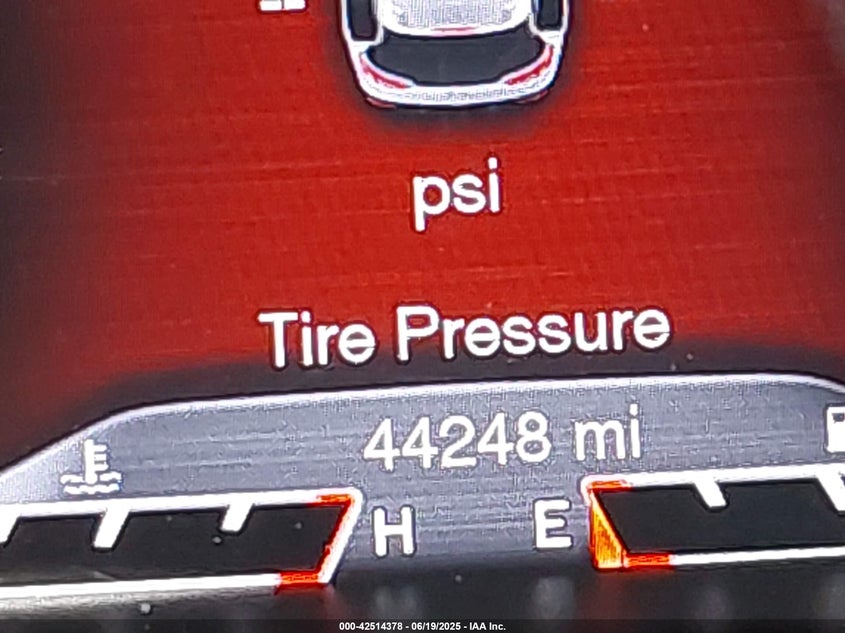 psi
Tire Pressure
44248 mi
H E
000-42514378 - 06/19/2025 - IAA Inc.